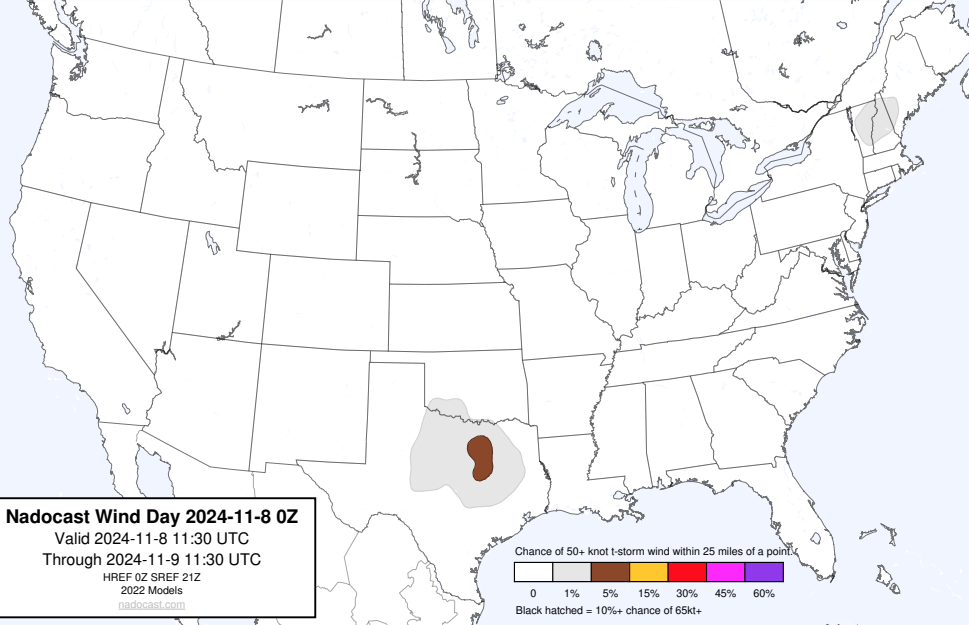 Nadocast Wind Day 2024-11-8 0Z
Valid 2024-11-8 11:30 UTC
Through 2024-11-9 11:30 UTC
HREF 0Z SREF 21Z
2022 Models
nadocast.com
Chance of 50+ knot t-storm wind within 25 miles of a point.
0 1% 5% 15% 30% 45% 60%
Black hatched = 10%+ chance of 65kt+